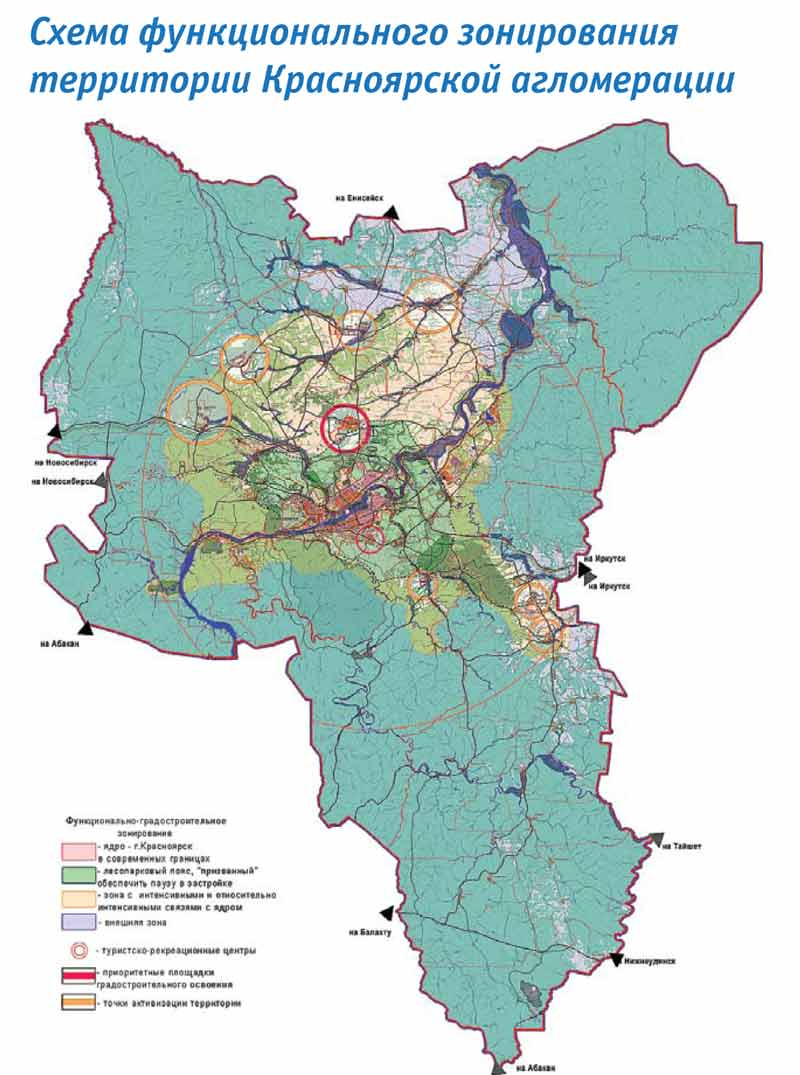 Схема функционального зонирования
территории Красноярской агломерации
на Енисейск
на Новосибирск
на Новосибирск
на Иркутск
на Иркутск
на Абакан
Функционально-градостроительное
зонирование
- ядро - г.Красноярск
в современных границах
- лесопарковый пояс, "призванный"
обеспечить паузу в застройке
- зона с интенсивными и относительно
интенсивными связями с ядром
- внешняя зона
- туристско-рекреационные центры
- приоритетные площадки
градостроительного освоения
- точки активизации территории
на Тайшет
на Балахту
Нижнеудинск
на Абакан